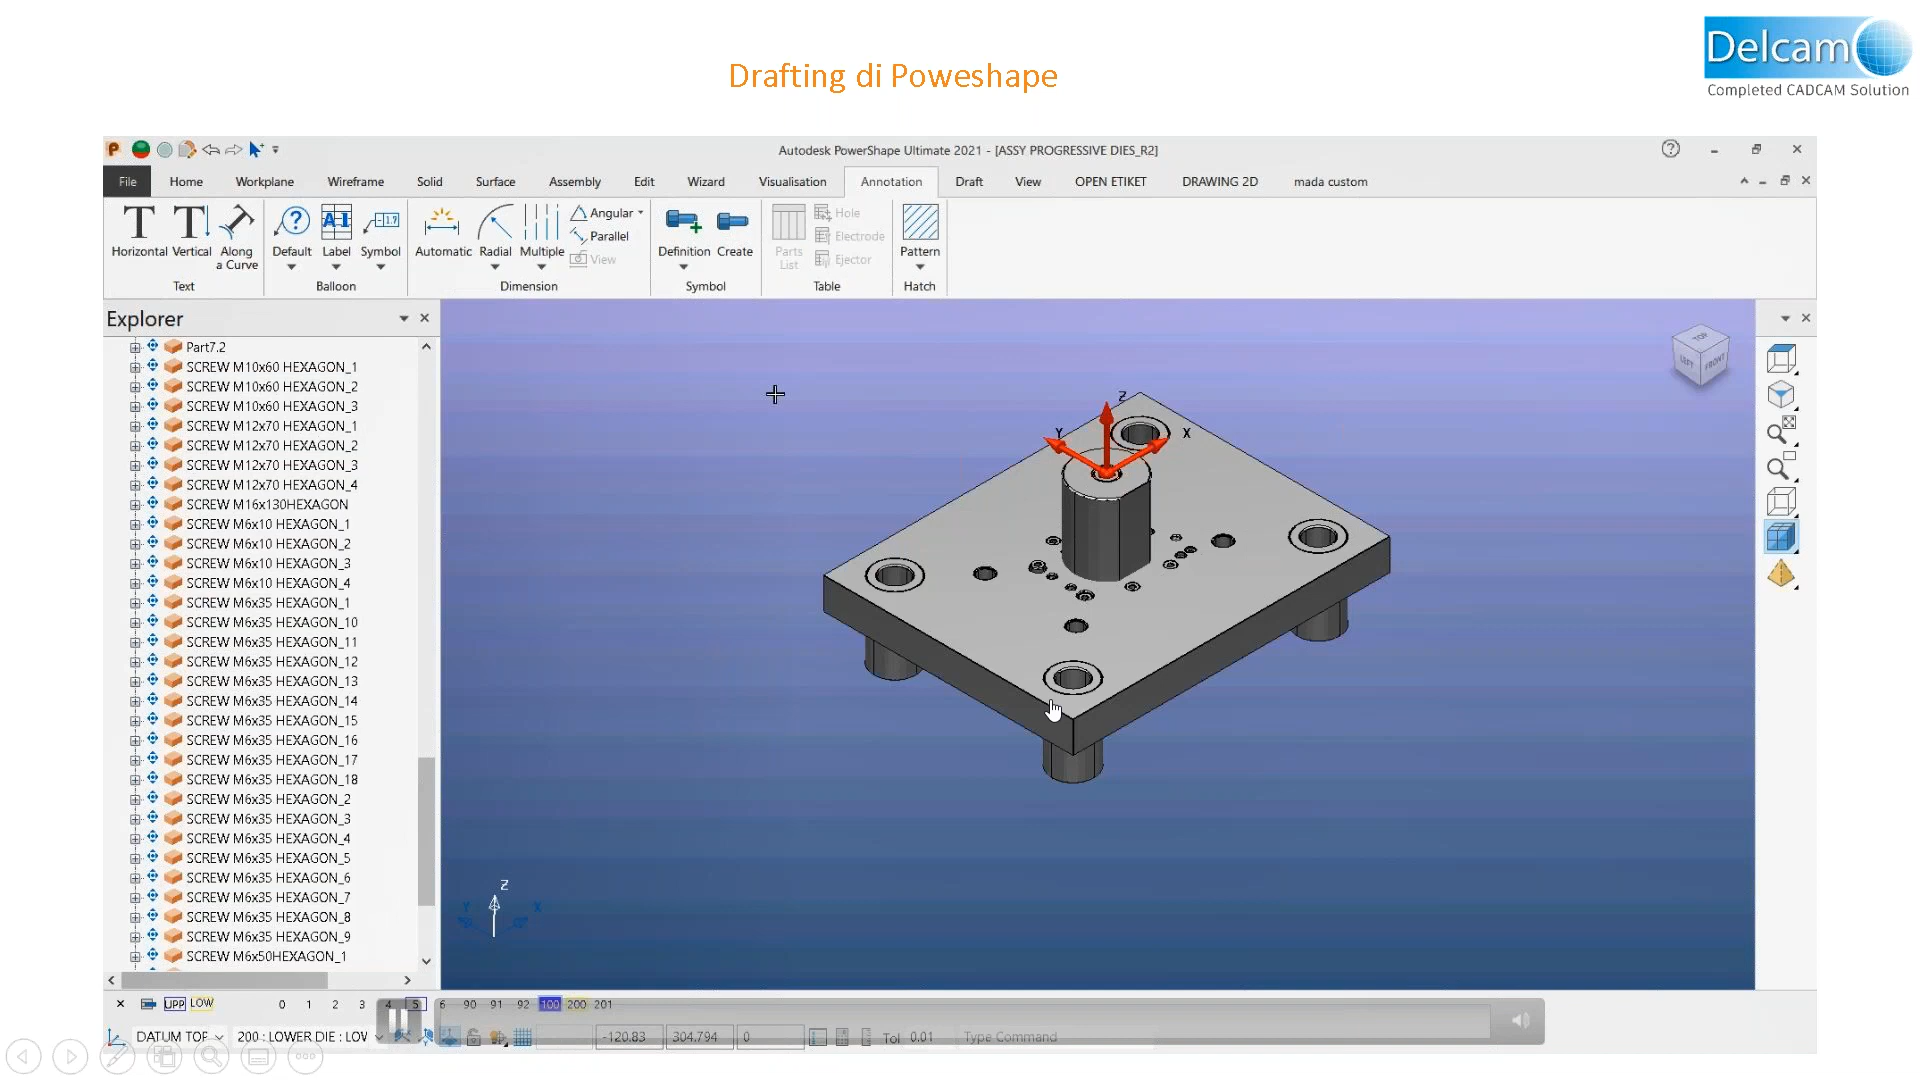 Drafting di Poweshape
Delcam
Completed CADCAM Solution
Autodesk PowerShape Ultimate 2021 - [ASSY PROGRESSIVE DIES_R2]
File Home Workplane Wireframe Solid Surface Assembly Edit Wizard Visualisation Annotation Draft View OPEN ETIKET DRAWING 2D mada custom
Horizontal Vertical Along a Curve
Text
Default Label Symbol
Balloon
Automatic Radial Multiple Angular Parallel View
Dimension
Definition Create
Symbol
Parts List Hole Electrode Ejector
Table
Pattern
Hatch
Explorer
Part7.2
SCREW M10x60 HEXAGON_1
SCREW M10x60 HEXAGON_2
SCREW M10x60 HEXAGON_3
SCREW M12x70 HEXAGON_1
SCREW M12x70 HEXAGON_2
SCREW M12x70 HEXAGON_3
SCREW M12x70 HEXAGON_4
SCREW M16x130HEXAGON
SCREW M6x10 HEXAGON_1
SCREW M6x10 HEXAGON_2
SCREW M6x10 HEXAGON_3
SCREW M6x10 HEXAGON_4
SCREW M6x35 HEXAGON_1
SCREW M6x35 HEXAGON_10
SCREW M6x35 HEXAGON_11
SCREW M6x35 HEXAGON_12
SCREW M6x35 HEXAGON_13
SCREW M6x35 HEXAGON_14
SCREW M6x35 HEXAGON_15
SCREW M6x35 HEXAGON_16
SCREW M6x35 HEXAGON_17
SCREW M6x35 HEXAGON_18
SCREW M6x35 HEXAGON_2
SCREW M6x35 HEXAGON_3
SCREW M6x35 HEXAGON_4
SCREW M6x35 HEXAGON_5
SCREW M6x35 HEXAGON_6
SCREW M6x35 HEXAGON_7
SCREW M6x35 HEXAGON_8
SCREW M6x35 HEXAGON_9
SCREW M6x50HEXAGON_1
Z
Y X
TOP
LEFT FRONT
Z
Y X
UPP LOW 0 1 2 3 4 5 6 90 91 92 100 200 201
DATUM TOP 200 : LOWER DIE : LOV -120.83 304.794 0 Tol 0.01 Type Command